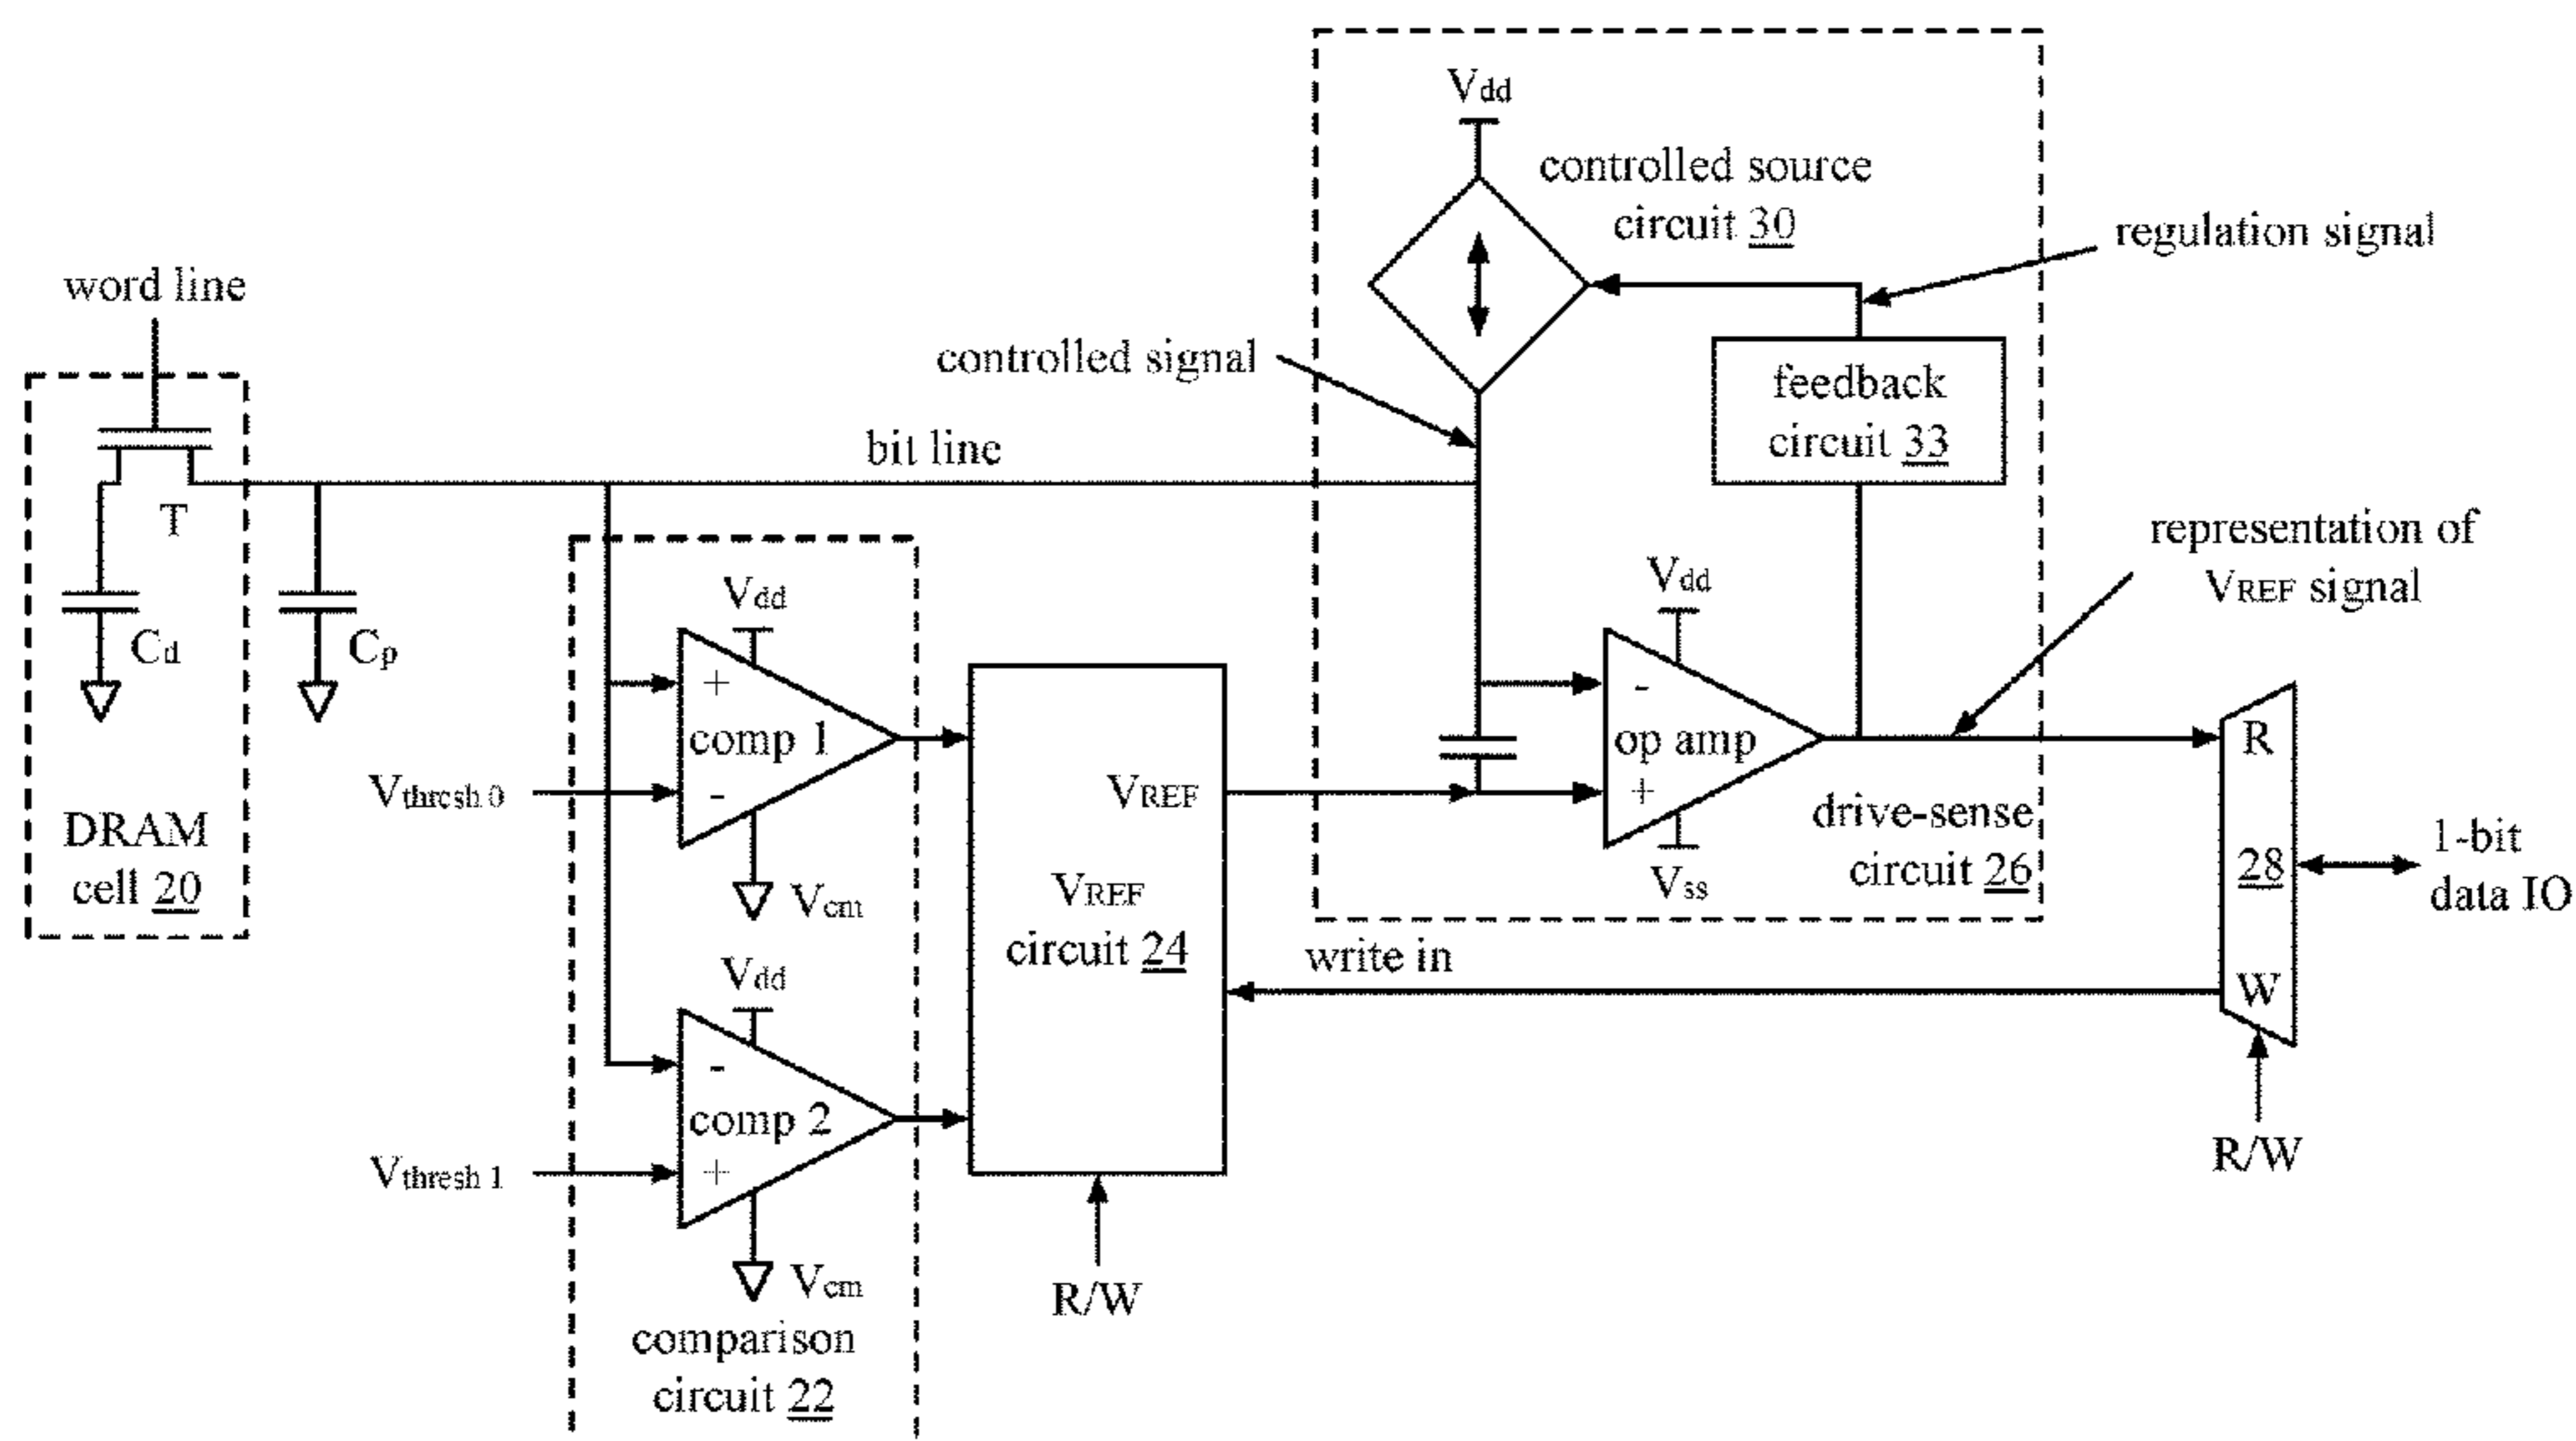 Vdd
controlled source
circuit 30
regulation signal
word line
controlled signal
feedback
circuit 33
bit line
T
representation of
VREF signal
Vdd
Vdd
Cd
Cp
+
comp 1
-
Vthresh 0
VREF
-
op amp
+
R
DRAM
cell 20
Vcm
VREF
circuit 24
Vss
drive-sense
circuit 26
28
1-bit
data IO
write in
W
Vdd
-
comp 2
+
Vthresh 1
Vcm
R/W
R/W
comparison
circuit 22